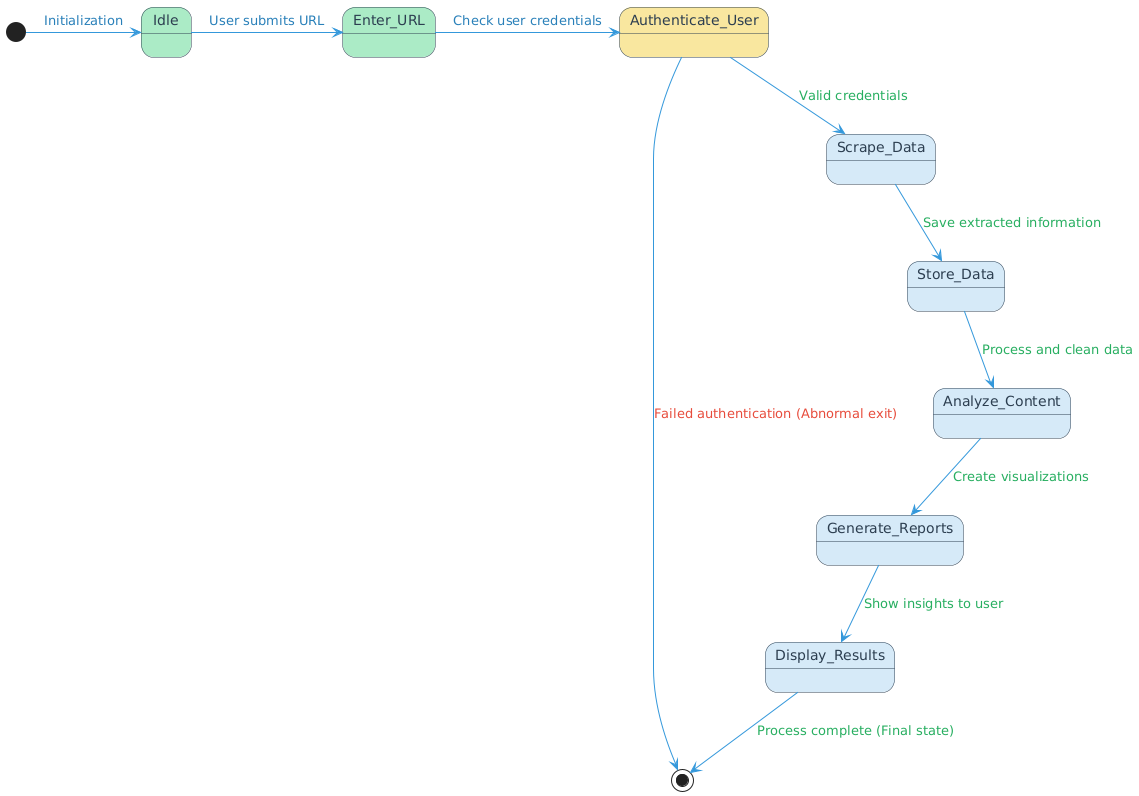 Initialization
Idle
User submits URL
Enter_URL
Check user credentials
Authenticate_User
Valid credentials
Scrape_Data
Save extracted information
Store_Data
Process and clean data
Analyze_Content
Failed authentication (Abnormal exit)
Create visualizations
Generate_Reports
Show insights to user
Display_Results
Process complete (Final state)